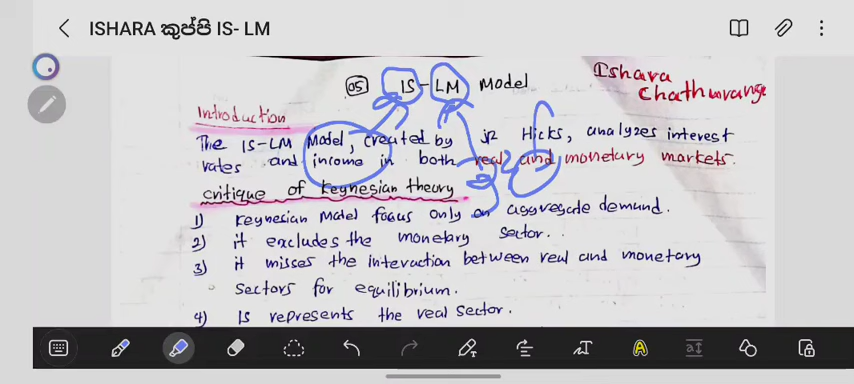 ISHARA කුප්පි IS- LM
05 IS-LM Model
Ishara
Chathuranga
Introduction
The IS-LM Model, created by JR Hicks, analyzes interest
rates and income in both real and monetary markets.
critique of Keynesian theory
1) Keynesian Model focus only on aggregate demand.
2) it excludes the monetary sector.
3) it misses the interaction between real and monetary
sectors for equilibrium.
4) IS represents the real sector.